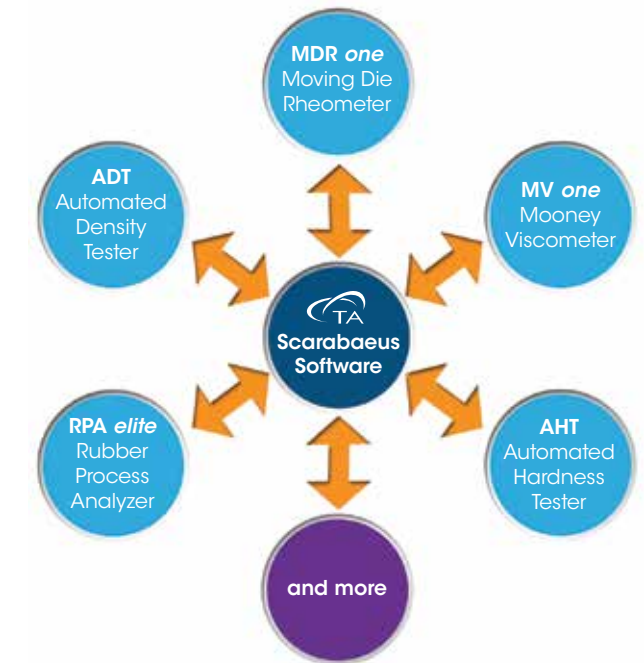 MDR one
Moving Die
Rheometer
ADT
Automated
Density
Tester
MV one
Mooney
Viscometer
TA
Scarabaeus
Software
RPA elite
Rubber
Process
Analyzer
AHT
Automated
Hardness
Tester
and more